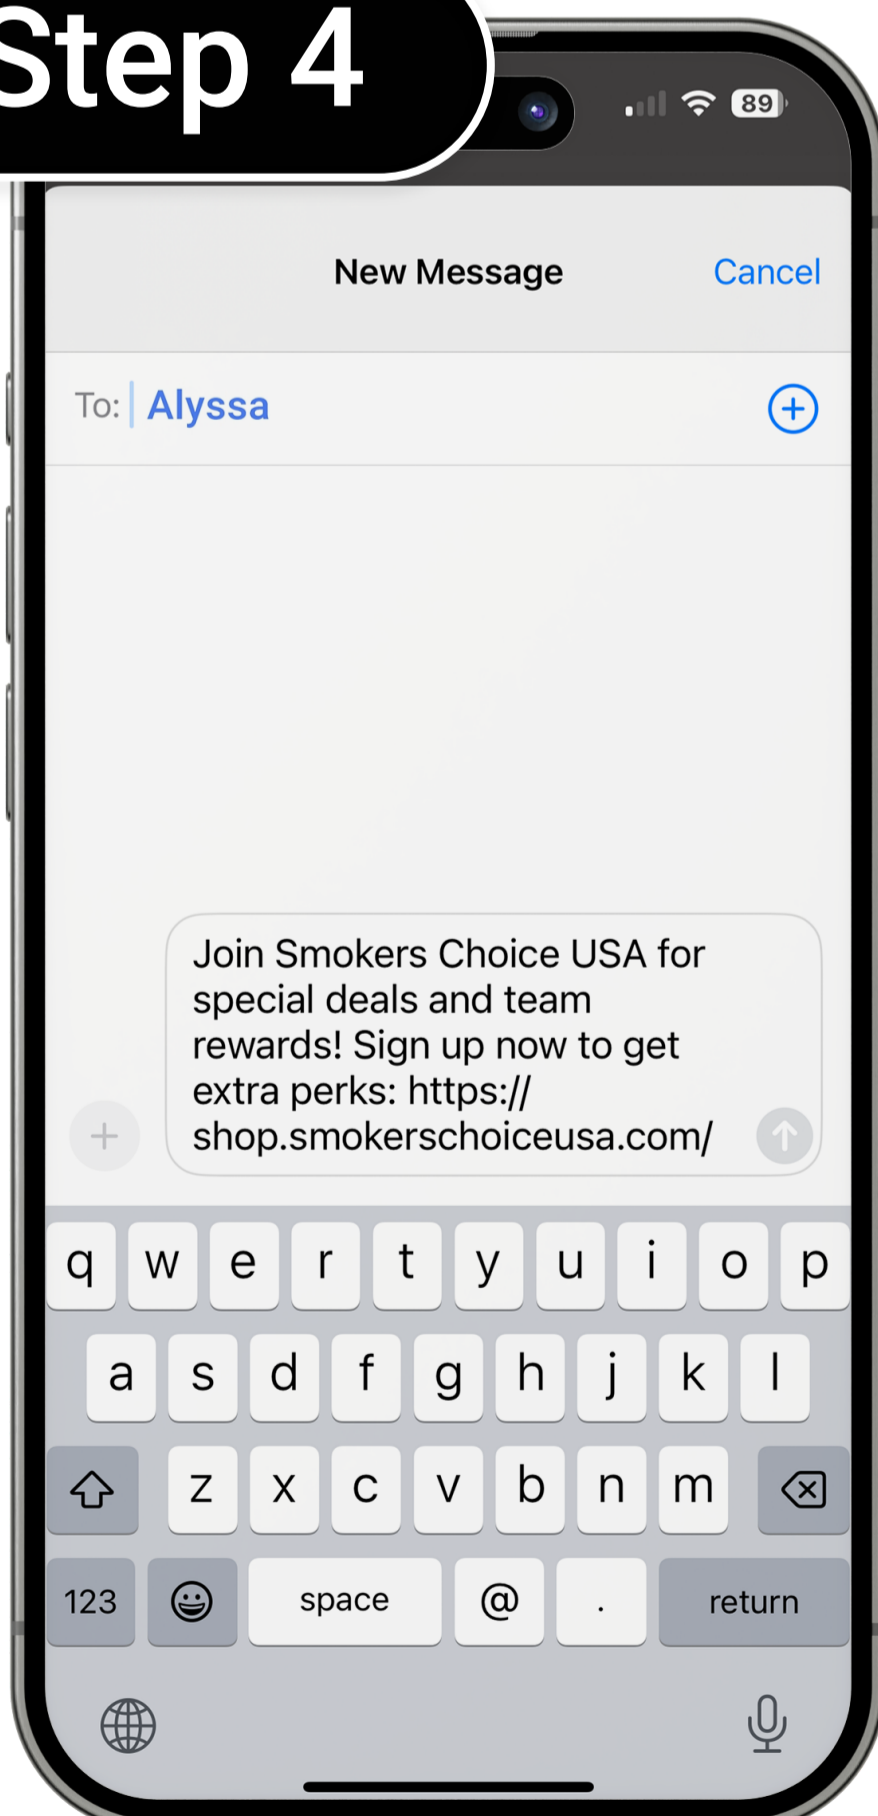 Step 4
89
New Message
Cancel
To: Alyssa
Join Smokers Choice USA for
special deals and team
rewards! Sign up now to get
extra perks: https://
shop.smokerschoiceusa.com/
q w e r t y u i o p
a s d f g h j k l
z x c v b n m
123 space @ . return